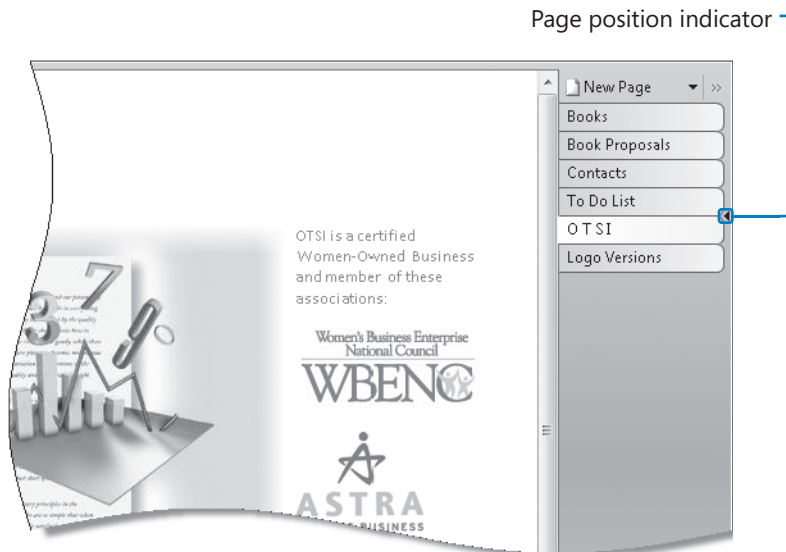 Page position indicator
New Page
Books
Book Proposals
Contacts
To Do List
OTSI
Logo Versions
OTSI is a certified
Women-Owned Business
and member of these
associations:
Women's Business Enterprise
National Council
WBENC
ASTRA
BUSINESS
37